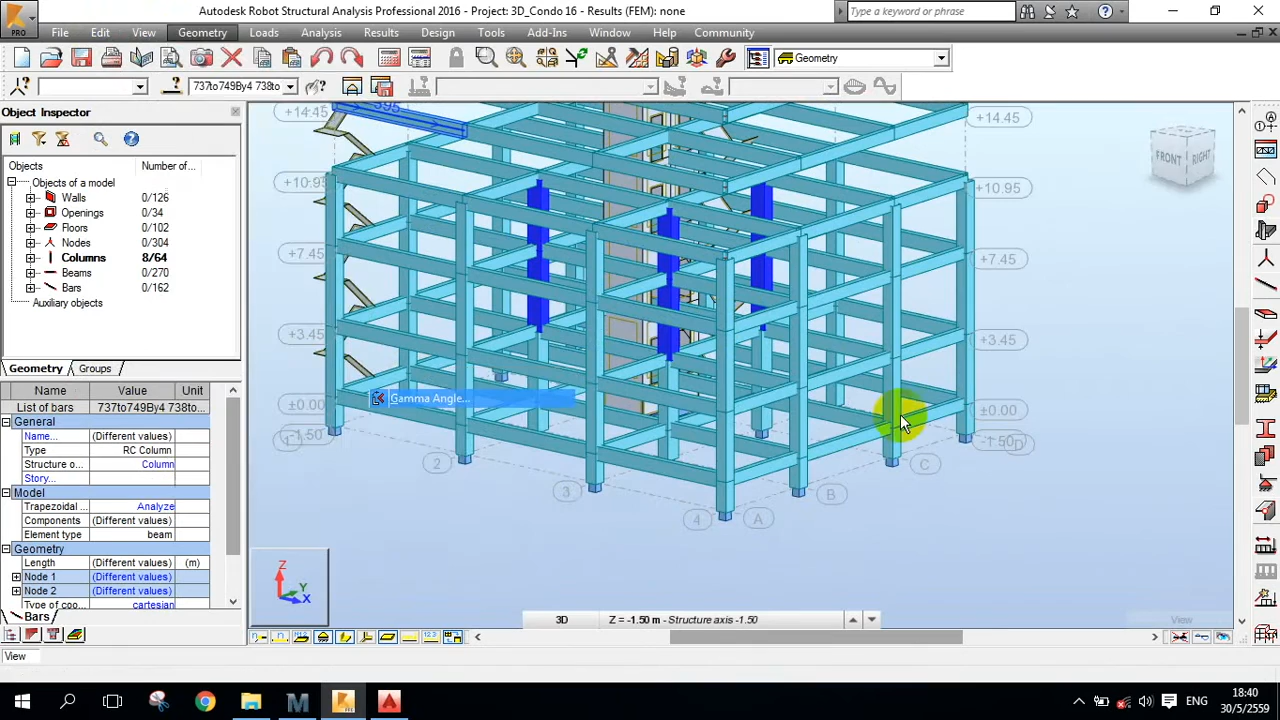 Autodesk Robot Structural Analysis Professional 2016 - Project: 3D_Condo 16 - Results (FEM): none
Type a keyword or phrase
PRO
File Edit View Geometry Loads Analysis Results Design Tools Add-Ins Window Help Community
Geometry
737to749By4 738to
Object Inspector
Objects Number of...
Objects of a model
Walls 0/126
Openings 0/34
Floors 0/102
Nodes 0/304
Columns 8/64
Beams 0/270
Bars 0/162
Auxiliary objects
Geometry Groups
Name Value Unit
List of bars 737to749By4 738to...
General
Name... (Different values)
Type RC Column
Structure o... Column
Story...
Model
Trapezoidal ... Analyze
Components (Different values)
Element type beam
Geometry
Length (Different values) (m)
Node 1 (Different values)
Node 2 (Different values)
Type of coo... cartesian
Bars
View
+14.45 595 +14.45
+10.95 +10.95
+7.45 +7.45
+3.45 +3.45
±0.00 ±0.00
Gamma Angle...
1 -1.50 -1.50 D
2 C
3 B
4 A
FRONT RIGHT
Z
Y
X
3D Z = -1.50 m - Structure axis -1.50
View
ENG
18:40
30/5/2559